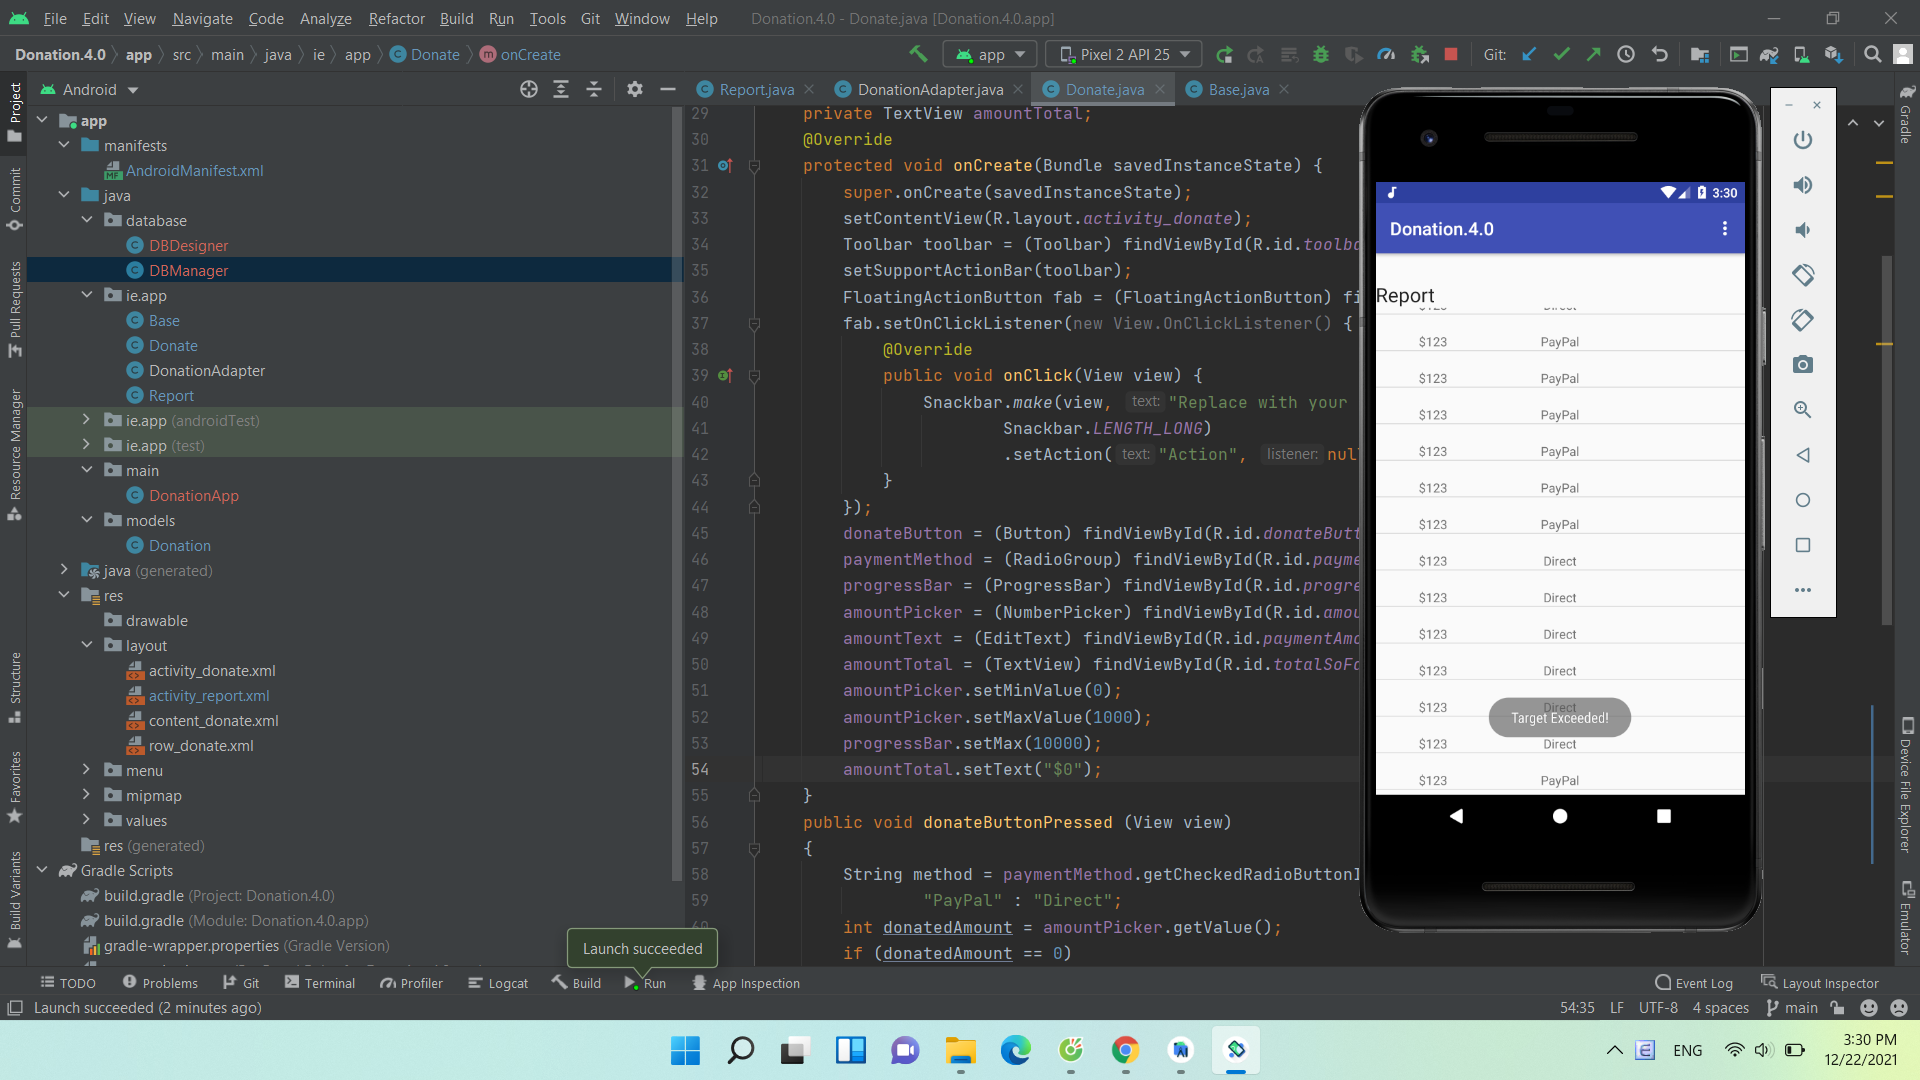 File Edit View Navigate Code Analyze Refactor Build Run Tools Git Window Help Donation.4.0 - Donate.java [Donation.4.0.app]
Donation.4.0 app src main java ie app Donate onCreate app Pixel 2 API 25 Git:
Android Report.java DonationAdapter.java Donate.java Base.java
Project
Commit
Pull Requests
Resource Manager
Structure
Favorites
Build Variants
app
manifests
AndroidManifest.xml
java
database
DBDesigner
DBManager
ie.app
Base
Donate
DonationAdapter
Report
ie.app (androidTest)
ie.app (test)
main
DonationApp
models
Donation
java (generated)
res
drawable
layout
activity_donate.xml
activity_report.xml
content_donate.xml
row_donate.xml
menu
mipmap
values
res (generated)
Gradle Scripts
build.gradle (Project: Donation.4.0)
build.gradle (Module: Donation.4.0.app)
gradle-wrapper.properties (Gradle Version)
29 private TextView amountTotal;
30 @Override
31 protected void onCreate(Bundle savedInstanceState) {
32 super.onCreate(savedInstanceState);
33 setContentView(R.layout.activity_donate);
34 Toolbar toolbar = (Toolbar) findViewById(R.id.toolba
35 setSupportActionBar(toolbar);
36 FloatingActionButton fab = (FloatingActionButton) fi
37 fab.setOnClickListener(new View.OnClickListener() {
38 @Override
39 public void onClick(View view) {
40 Snackbar.make(view, text: "Replace with your
41 Snackbar.LENGTH_LONG)
42 .setAction( text: "Action", listener: nul
43 }
44 });
45 donateButton = (Button) findViewById(R.id.donateButt
46 paymentMethod = (RadioGroup) findViewById(R.id.payme
47 progressBar = (ProgressBar) findViewById(R.id.progre
48 amountPicker = (NumberPicker) findViewById(R.id.amou
49 amountText = (EditText) findViewById(R.id.paymentAmo
50 amountTotal = (TextView) findViewById(R.id.totalSoFa
51 amountPicker.setMinValue(0);
52 amountPicker.setMaxValue(1000);
53 progressBar.setMax(10000);
54 amountTotal.setText("$0");
55 }
56 public void donateButtonPressed (View view)
57 {
58 String method = paymentMethod.getCheckedRadioButtonI
59 "PayPal" : "Direct";
60 int donatedAmount = amountPicker.getValue();
if (donatedAmount == 0)
3:30
Donation.4.0
Report
$123 Direct
$123 PayPal
$123 PayPal
$123 PayPal
$123 PayPal
$123 PayPal
$123 PayPal
$123 Direct
$123 Direct
$123 Direct
$123 Direct
$123 Direct
Target Exceeded!
$123 Direct
$123 PayPal
Gradle
Device File Explorer
Emulator
Launch succeeded
TODO Problems Git Terminal Profiler Logcat Build Run App Inspection Event Log Layout Inspector
Launch succeeded (2 minutes ago) 54:35 LF UTF-8 4 spaces main
ENG 3:30 PM
12/22/2021